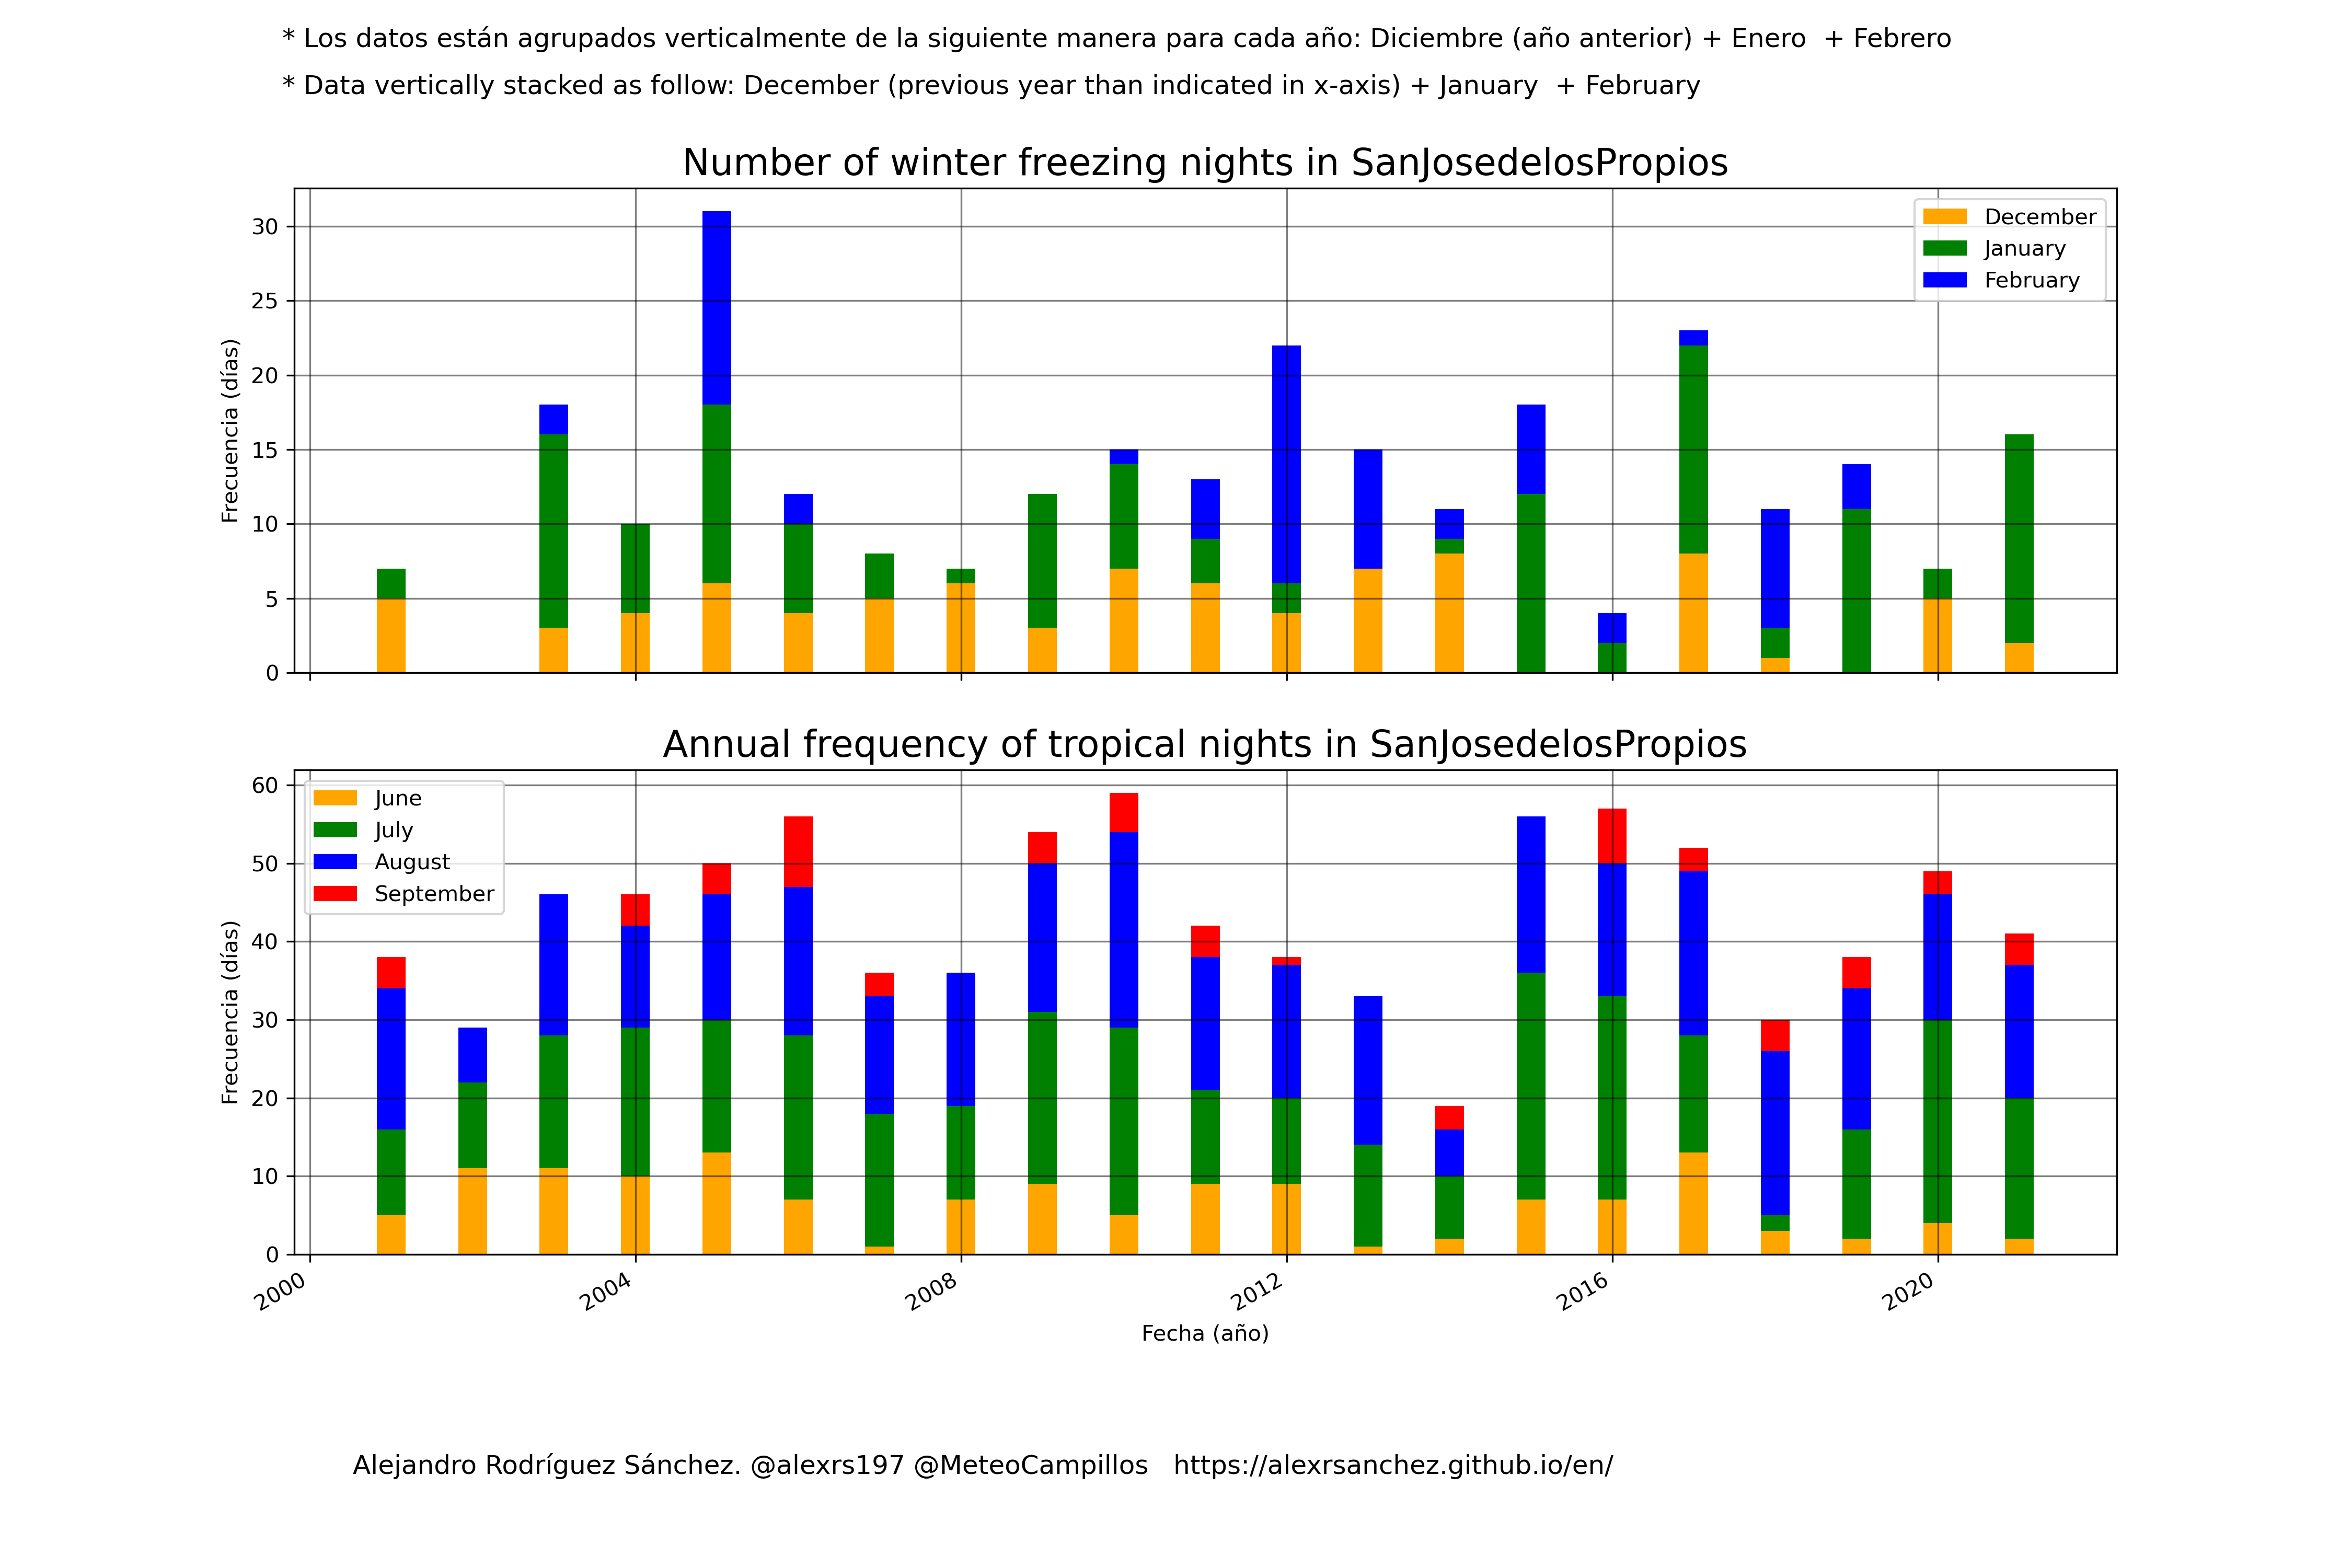 * Los datos están agrupados verticalmente de la siguiente manera para cada año: Diciembre (año anterior) + Enero  + Febrero
* Data vertically stacked as follow: December (previous year than indicated in x-axis) + January  + February
Number of winter freezing nights in SanJosedelosPropios
Frecuencia (días)
30
25
20
15
10
5
0
December
January
February
Annual frequency of tropical nights in SanJosedelosPropios
Frecuencia (días)
60
50
40
30
20
10
0
June
July
August
September
2000
2004
2008
2012
2016
2020
Fecha (año)
Alejandro Rodríguez Sánchez. @alexrs197 @MeteoCampillos   https://alexrsanchez.github.io/en/